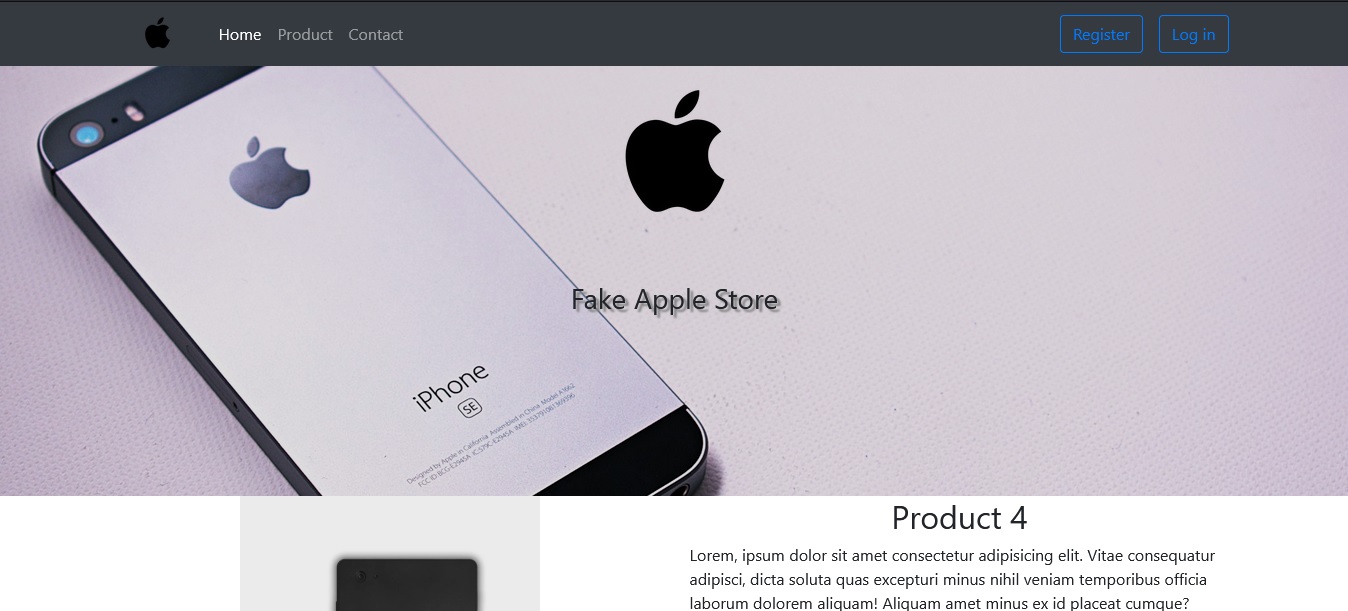 Home Product Contact Register Log in
Fake Apple Store
iPhone
SE
Designed by Apple in California Assembled in China Model A1662
Product 4
Lorem, ipsum dolor sit amet consectetur adipisicing elit. Vitae consequatur
adipisci, dicta soluta quas excepturi minus nihil veniam temporibus officia
laborum dolorem aliquam! Aliquam amet minus ex id placeat cumque?